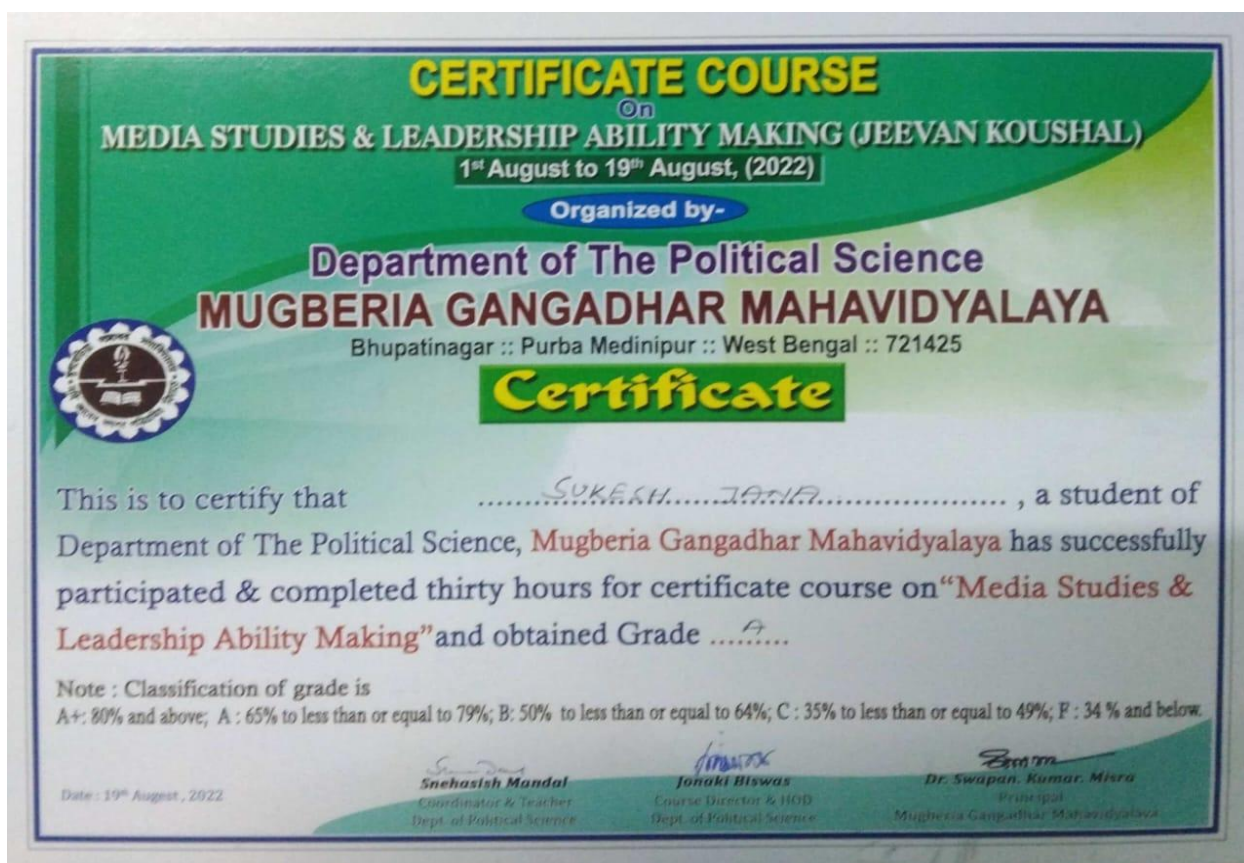 CERTIFICATE COURSE
On
MEDIA STUDIES & LEADERSHIP ABILITY MAKING (JEEVAN KOUSHAL)
1st August to 19th August, (2022)
Organized by-
Department of The Political Science
MUGBERIA GANGADHAR MAHAVIDYALAYA
Bhupatinagar :: Purba Medinipur :: West Bengal :: 721425
Certificate
This is to certify that ..........SUKESH......JANA........................ , a student of
Department of The Political Science, Mugberia Gangadhar Mahavidyalaya has successfully
participated & completed thirty hours for certificate course on“Media Studies &
Leadership Ability Making”and obtained Grade ....A....
Note : Classification of grade is
A+: 80% and above; A : 65% to less than or equal to 79%; B: 50% to less than or equal to 64%; C : 35% to less than or equal to 49%; F : 34 % and below.
Snehasish Mandal
Coordinator & Teacher
Dept. of Political Science
Jonaki Biswas
Course Director & HOD
Dept. of Political Science
Dr. Swapan. Kumar. Misra
Principal
Mugberia Gangadhar Mahavidyalaya
Date : 19th Augest , 2022